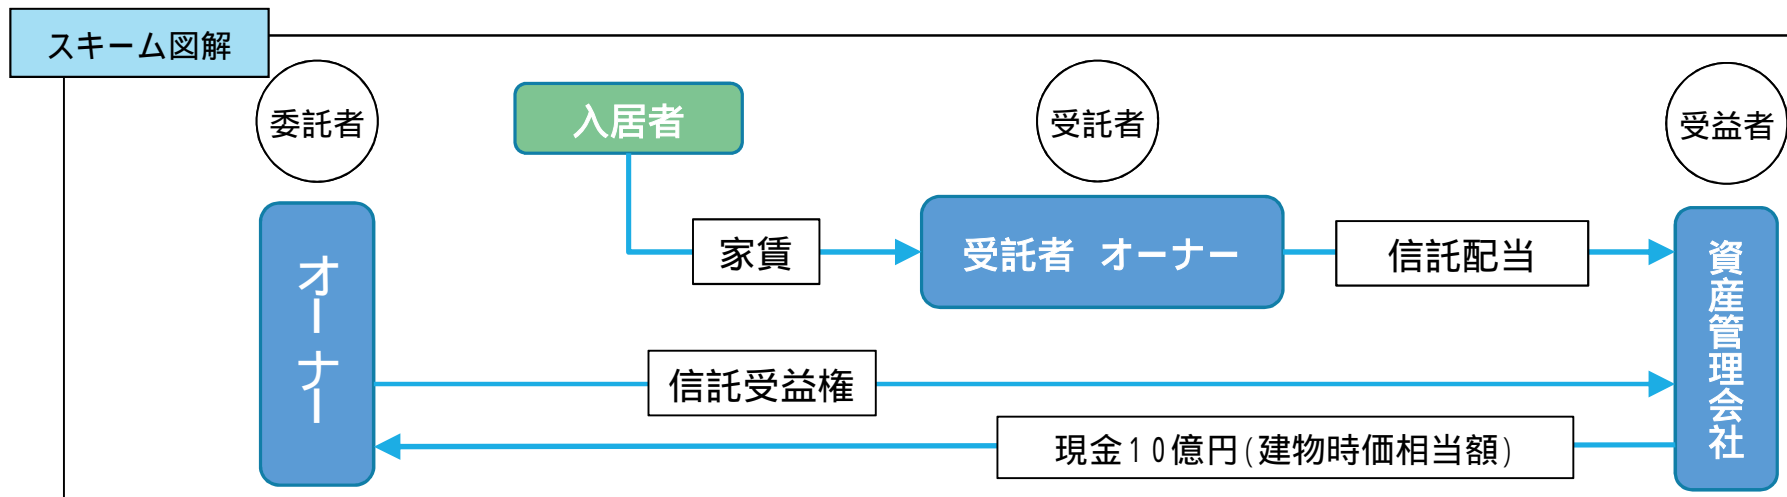 スキーム図解
委託者
入居者
受託者
受益者
オーナー
家賃
受託者 オーナー
信託配当
資産管理会社
信託受益権
現金10億円(建物時価相当額)